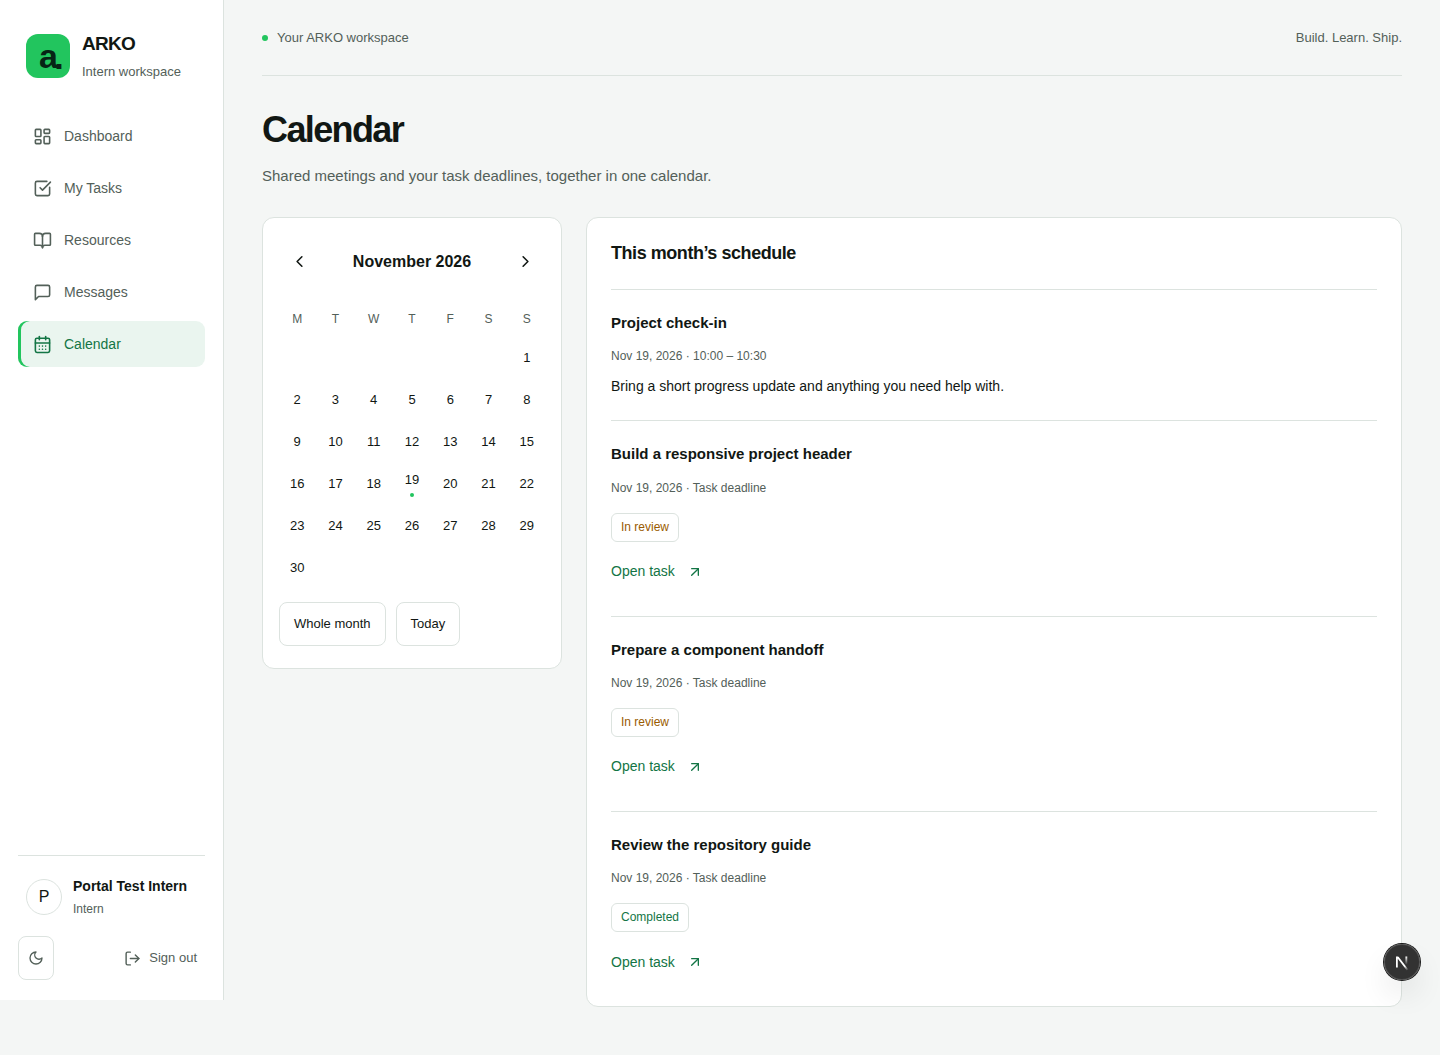 a.
ARKO
Intern workspace
Dashboard
My Tasks
Resources
Messages
Calendar
P
Portal Test Intern
Intern
Sign out
Your ARKO workspace
Build. Learn. Ship.
Calendar
Shared meetings and your task deadlines, together in one calendar.
November 2026
M T W T F S S
1
2 3 4 5 6 7 8
9 10 11 12 13 14 15
16 17 18 19 20 21 22
23 24 25 26 27 28 29
30
Whole month
Today
This month’s schedule
Project check-in
Nov 19, 2026 · 10:00 – 10:30
Bring a short progress update and anything you need help with.
Build a responsive project header
Nov 19, 2026 · Task deadline
In review
Open task
Prepare a component handoff
Nov 19, 2026 · Task deadline
In review
Open task
Review the repository guide
Nov 19, 2026 · Task deadline
Completed
Open task
N